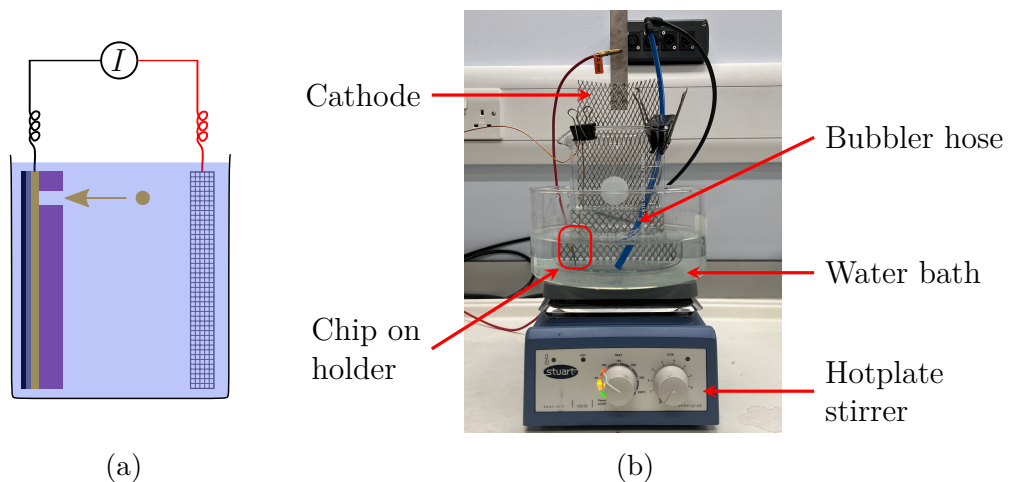 I
Cathode
Bubbler hose
Water bath
Chip on
holder
Hotplate
stirrer
stuart
(a)
(b)